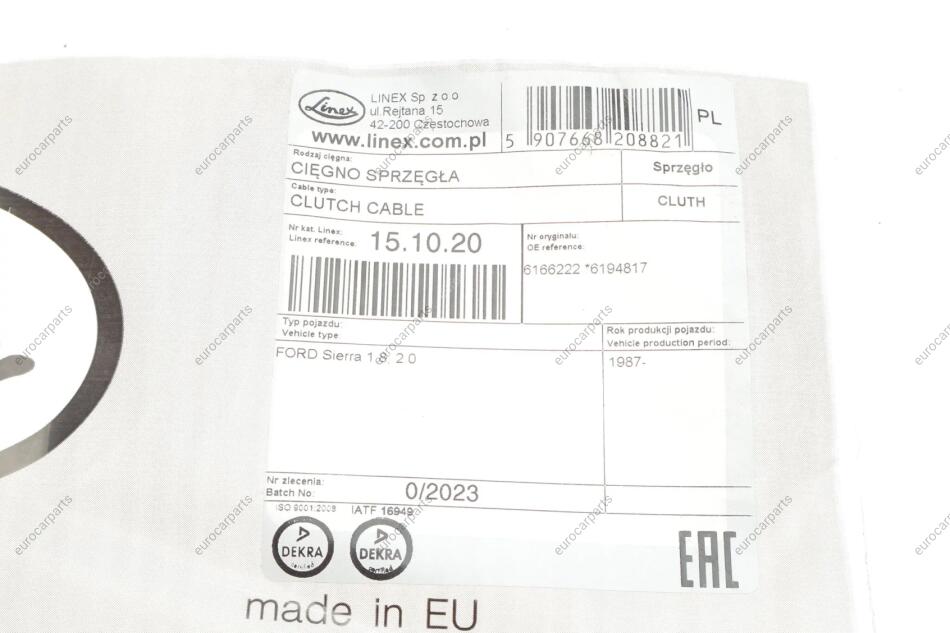 Linex
LINEX Sp z o o
ul.Rejtana 15
42-200 Częstochowa
www.linex.com.pl
5 907668 208821
PL
Rodzaj cięgna:
CIĘGNO SPRZĘGŁA
Sprzęgło
Cable type:
CLUTCH CABLE
CLUTH
Nr kat. Linex:
Linex reference:
15.10.20
Nr oryginału:
OE reference:
6166222 *6194817
Typ pojazdu:
Vehicle type:
Rok produkcji pojazdu:
Vehicle production period:
FORD Sierra 1.8, 2.0
1987-
Nr zlecenia:
Batch No:
0/2023
ISO 9001:2008
IATF 16949
DEKRA
certified
DEKRA
certified
EAC
made in EU
eurocarparts